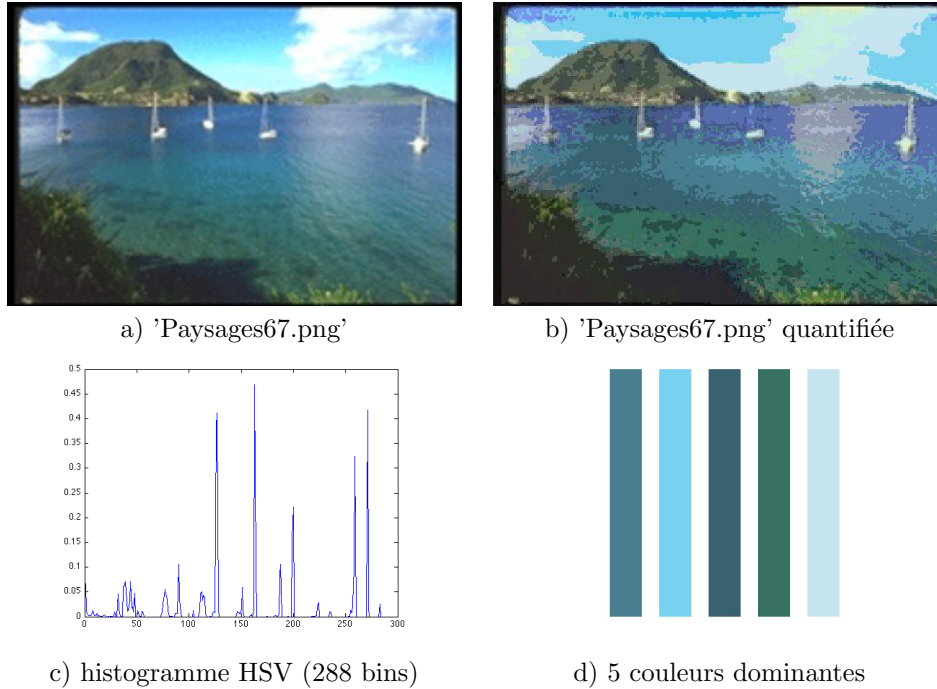 a) 'Paysages67.png'
b) 'Paysages67.png' quantifiée
0.5
0.45
0.4
0.35
0.3
0.25
0.2
0.15
0.1
0.05
0
0 50 100 150 200 250 300
c) histogramme HSV (288 bins)
d) 5 couleurs dominantes